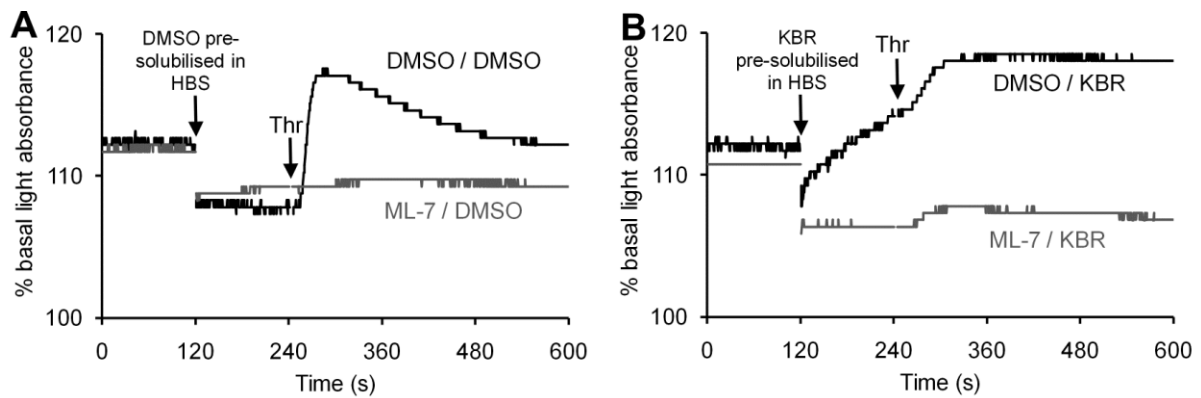 A
% basal light absorbance
120
110
100
DMSO pre-
solubilised in
HBS
DMSO / DMSO
Thr
ML-7 / DMSO
0 120 240 360 480 600
Time (s)
B
% basal light absorbance
120
110
100
KBR
pre-solubilised
in HBS
Thr
DMSO / KBR
ML-7 / KBR
0 120 240 360 480 600
Time (s)